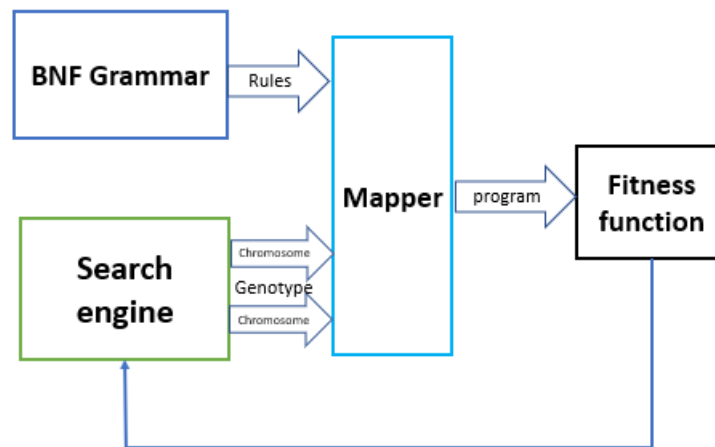 BNF Grammar
Rules
Mapper
program
Fitness
function
Search
engine
Chromosome
Genotype
Chromosome